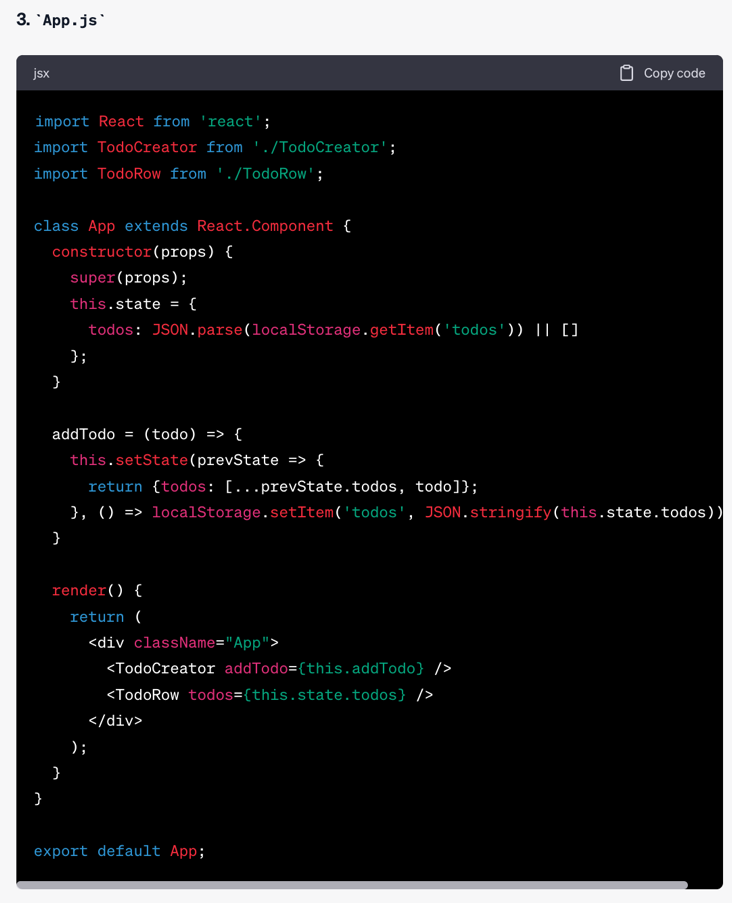 3. `App.js`
jsx
Copy code
import React from 'react';
import TodoCreator from './TodoCreator';
import TodoRow from './TodoRow';
class App extends React.Component {
constructor(props) {
super(props);
this.state = {
todos: JSON.parse(localStorage.getItem('todos')) || []
};
}
addTodo = (todo) => {
this.setState(prevState => {
return {todos: [...prevState.todos, todo]};
}, () => localStorage.setItem('todos', JSON.stringify(this.state.todos))
}
render() {
return (
<div className="App">
<TodoCreator addTodo={this.addTodo} />
<TodoRow todos={this.state.todos} />
</div>
);
}
}
export default App;